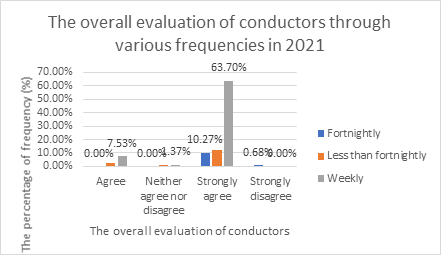 The overall evaluation of conductors through
various frequencies in 2021
The percentage of frequency (%)
70.00%
60.00%
50.00%
40.00%
30.00%
20.00%
10.00%
0.00%
0.00%
7.53%
0.00%
1.37%
10.27%
63.70%
0.68%
0.00%
Agree
Neither
agree nor
disagree
Strongly
agree
Strongly
disagree
The overall evaluation of conductors
Fortnightly
Less than fortnightly
Weekly